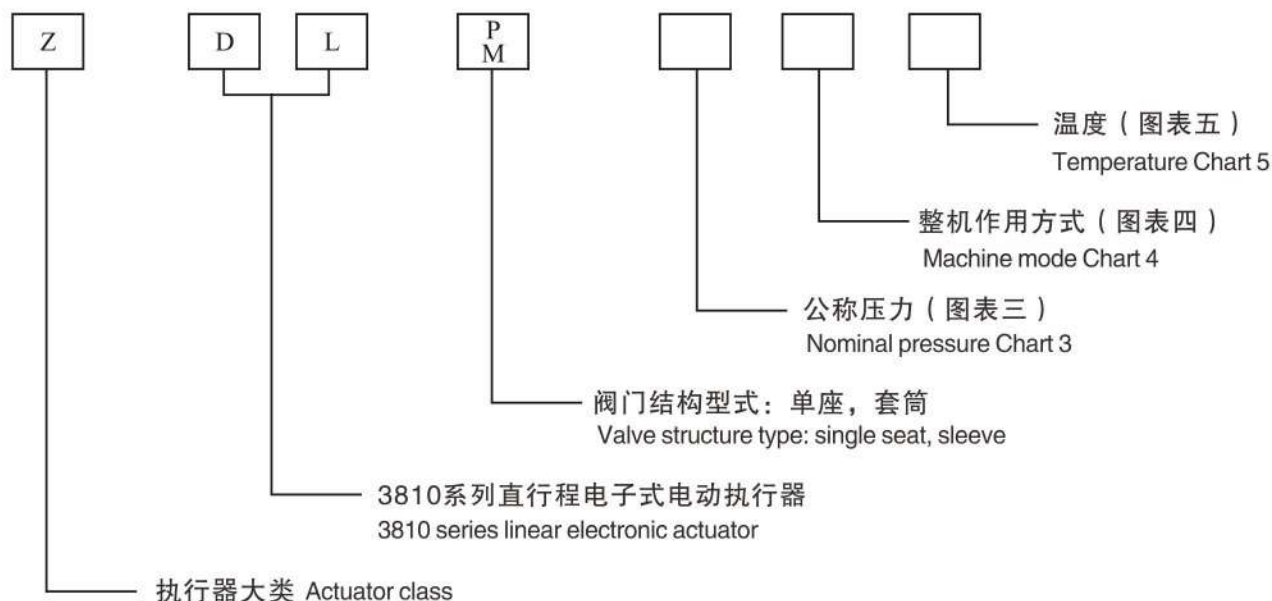 Z D L P
M
温度（图表五）
Temperature Chart 5
整机作用方式（图表四）
Machine mode Chart 4
公称压力（图表三）
Nominal pressure Chart 3
阀门结构型式：单座，套筒
Valve structure type: single seat, sleeve
3810系列直行程电子式电动执行器
3810 series linear electronic actuator
执行器大类 Actuator class